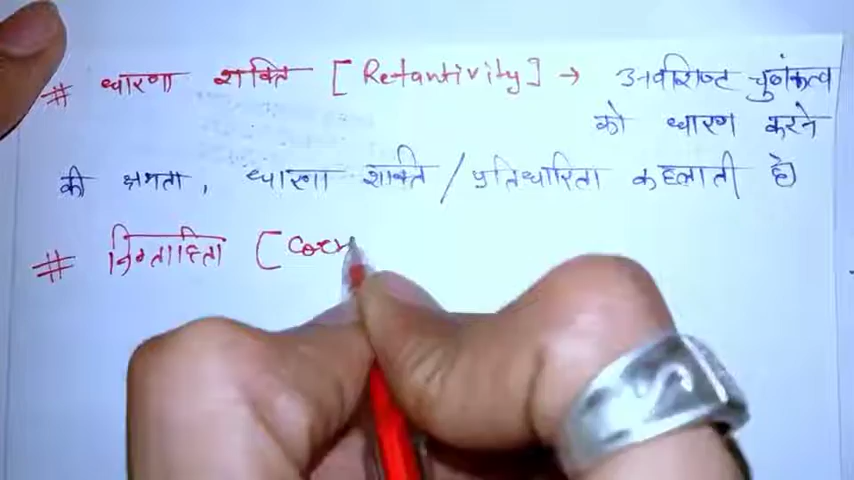 # धारणा शक्ति [Retantivity] → अवशिष्ट चुम्बकत्व
को धारण करने
की क्षमता, धारणा शक्ति / प्रतिधारिता कहलाती है।
# निग्राहिता [Coer